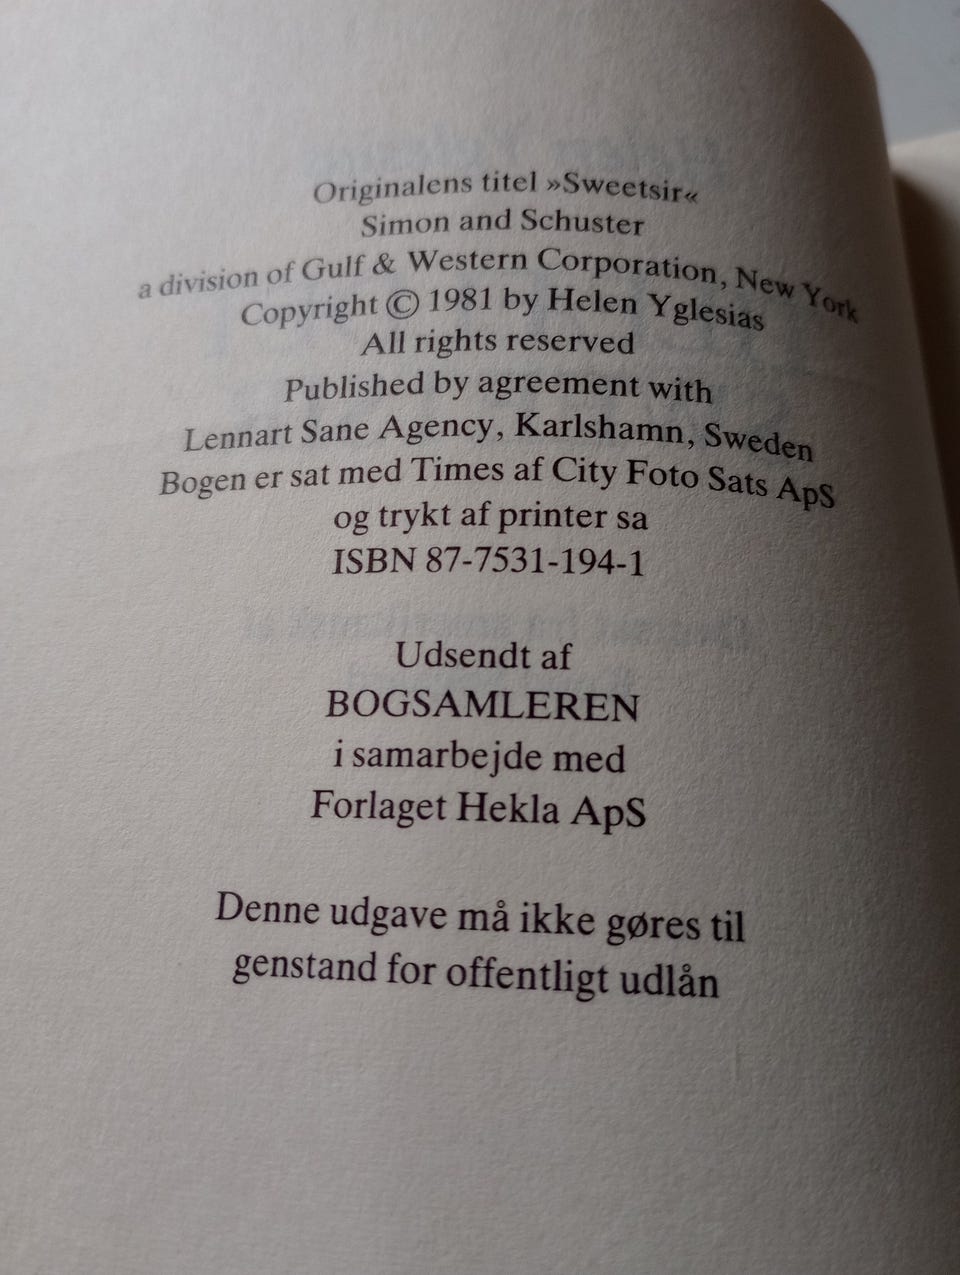 Originalens titel »Sweetsir«
Simon and Schuster
a division of Gulf & Western Corporation, New York
Copyright © 1981 by Helen Yglesias
All rights reserved
Published by agreement with
Lennart Sane Agency, Karlshamn, Sweden
Bogen er sat med Times af City Foto Sats ApS
og trykt af printer sa
ISBN 87-7531-194-1
Udsendt af
BOGSAMLEREN
i samarbejde med
Forlaget Hekla ApS
Denne udgave må ikke gøres til
genstand for offentligt udlån